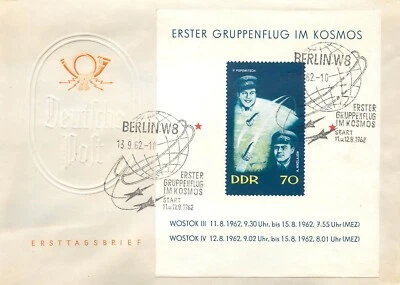 ERSTER GRUPPENFLUG IM KOSMOS
P. POPOWITSCH
A. NIKOLAJEW
DDR 70
WOSTOK III 11.8.1962, 9.30 Uhr, bis 15.8.1962, 7.55 Uhr (MEZ)
WOSTOK IV 12.8.1962, 9.02 Uhr, bis 15.8.1962, 8.01 Uhr (MEZ)
Deutsche
Post
ERSTTAGSBRIEF
BERLIN W8
13.9.62.-10
ERSTER
GRUPPENFLUG
IM KOSMOS
START
11.u.12.8.1962
BERLIN W8
.62.-10
ERSTER
GRUPPENFLUG
IM KOSMOS
START
11.u.12.8.1962